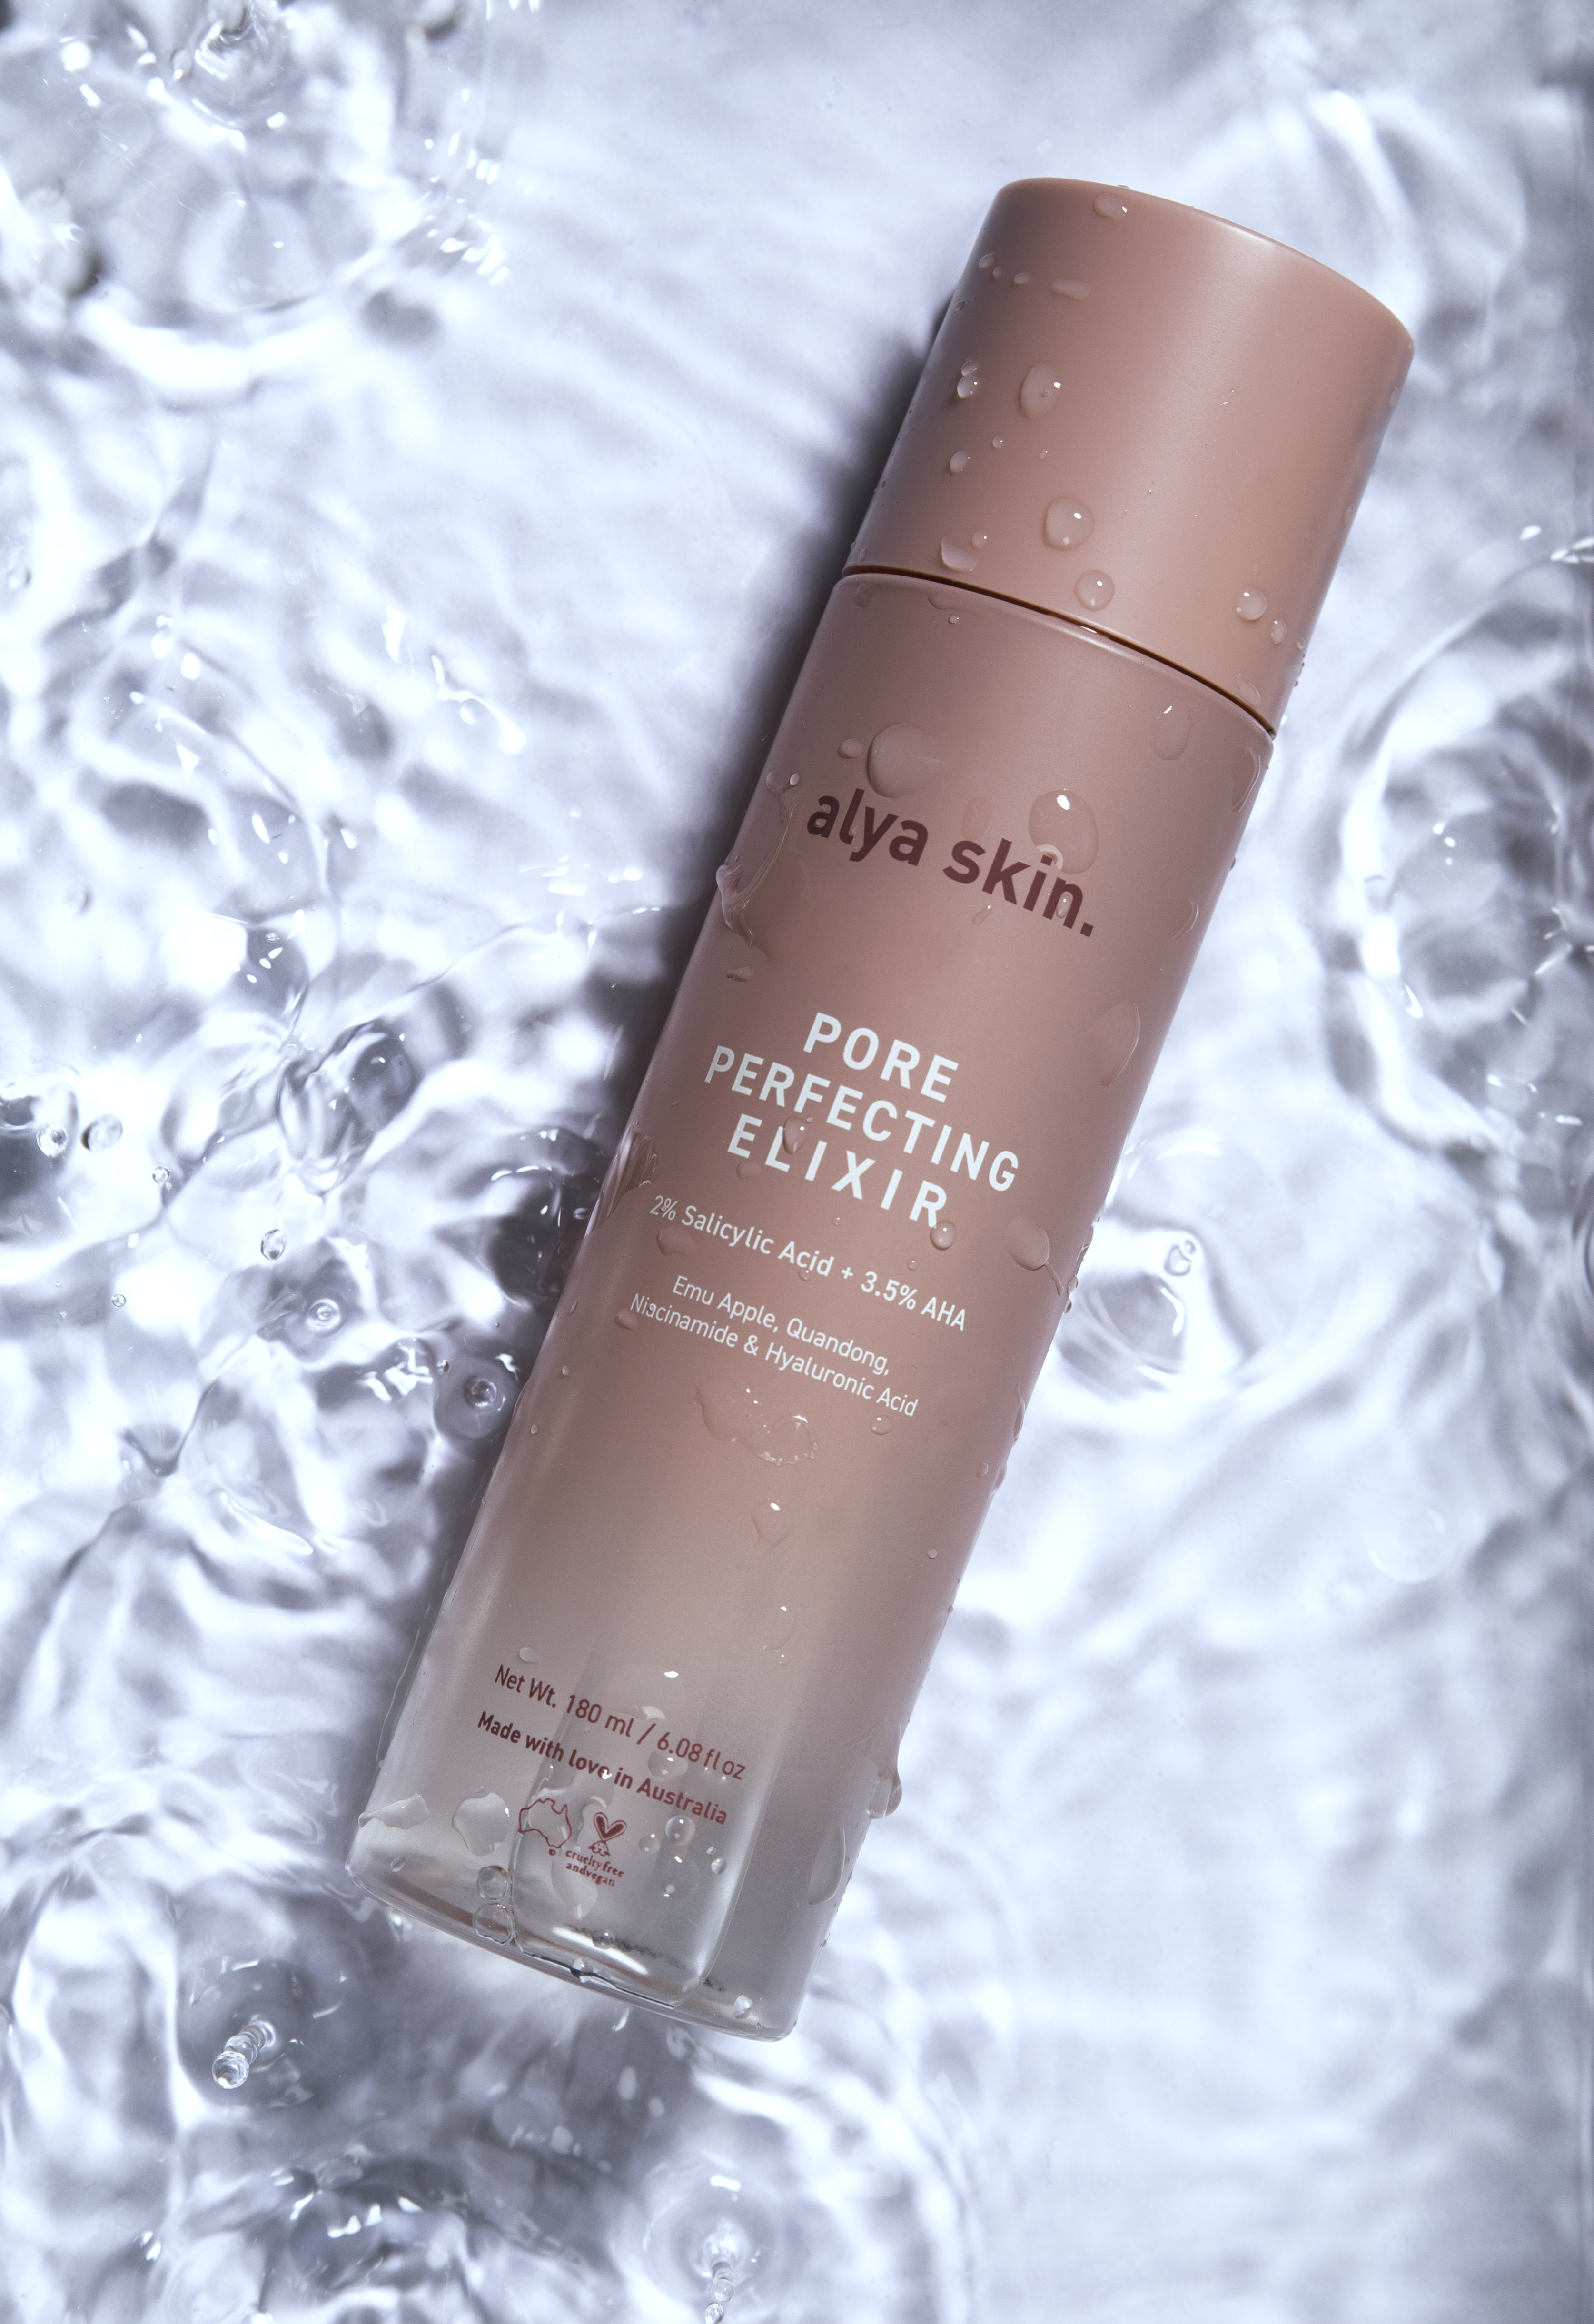 alya skin.
PORE
PERFECTING
ELIXIR
2% Salicylic Acid + 3.5% AHA
Emu Apple, Quandong,
Niacinamide & Hyaluronic Acid
Net Wt. 180 ml / 6.08 fl oz
Made with love in Australia
cruelty free
and vegan